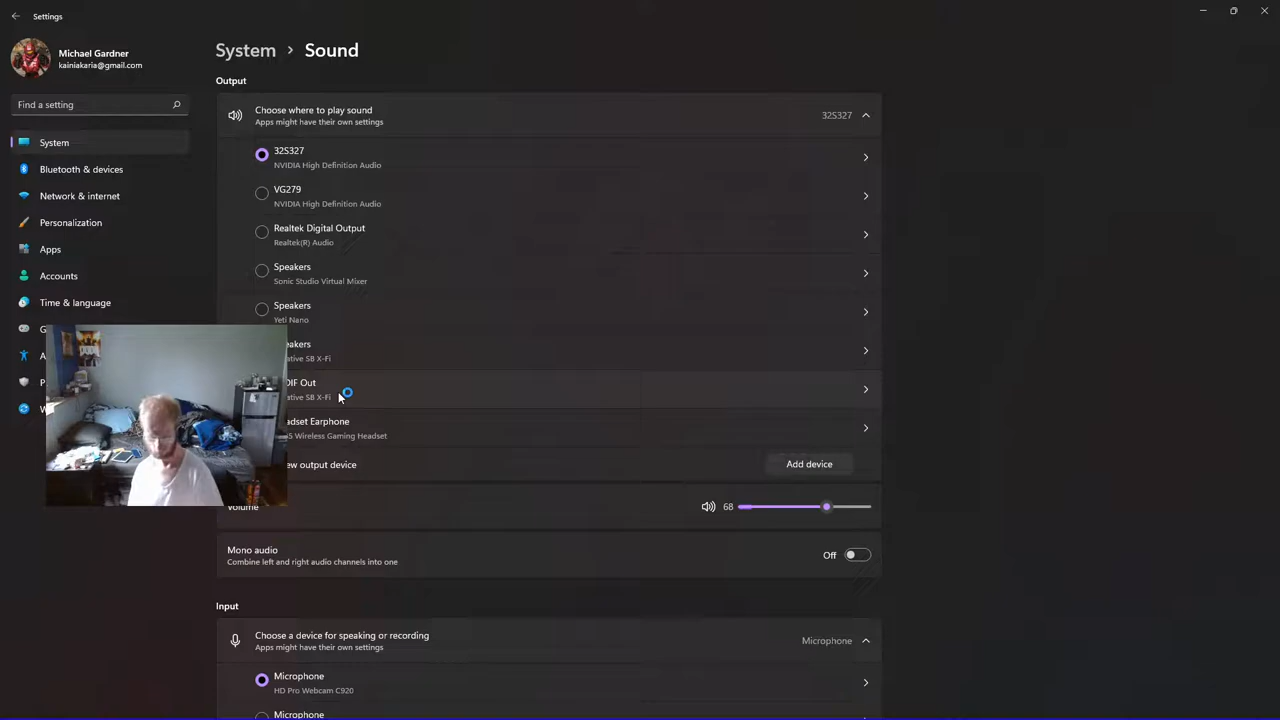 Settings
Michael Gardner
kainiakaria@gmail.com
Find a setting
System
Bluetooth & devices
Network & internet
Personalization
Apps
Accounts
Time & language
G
A
P
W
System > Sound
Output
Choose where to play sound
Apps might have their own settings
32S327
32S327
NVIDIA High Definition Audio
VG279
NVIDIA High Definition Audio
Realtek Digital Output
Realtek(R) Audio
Speakers
Sonic Studio Virtual Mixer
Speakers
Yeti Nano
eakers
ative SB X-Fi
DIF Out
ative SB X-Fi
adset Earphone
5 Wireless Gaming Headset
ew output device
Add device
Volume
68
Mono audio
Combine left and right audio channels into one
Off
Input
Choose a device for speaking or recording
Apps might have their own settings
Microphone
Microphone
HD Pro Webcam C920
Microphone